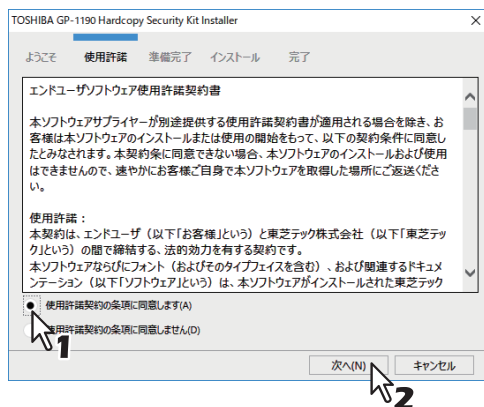 TOSHIBA GP-1190 Hardcopy Security Kit Installer
ようこそ 使用許諾 準備完了 インストール 完了
エンドユーザソフトウェア使用許諾契約書
本ソフトウェアサプライヤーが別途提供する使用許諾契約書が適用される場合を除き、お
客様は本ソフトウェアのインストールまたは使用の開始をもって、以下の契約条件に同意し
たとみなされます。本契約条に同意できない場合、本ソフトウェアのインストールおよび使用
はできませんので、速やかにお客様ご自身で本ソフトウェアを取得した場所にご返送くださ
い。
使用許諾：
本契約は、エンドユーザ（以下「お客様」という）と東芝テック株式会社（以下「東芝テッ
ク」という）の間で締結する、法的効力を有する契約です。
本ソフトウェアならびにフォント（およびそのタイプフェイスを含む）、および関連するドキュメ
ンテーション（以下「ソフトウェア」という）は、本ソフトウェアがインストールされた東芝テック
使用許諾契約の条項に同意します(A)
使用許諾契約の条項に同意しません(D)
1
次へ(N) キャンセル
2